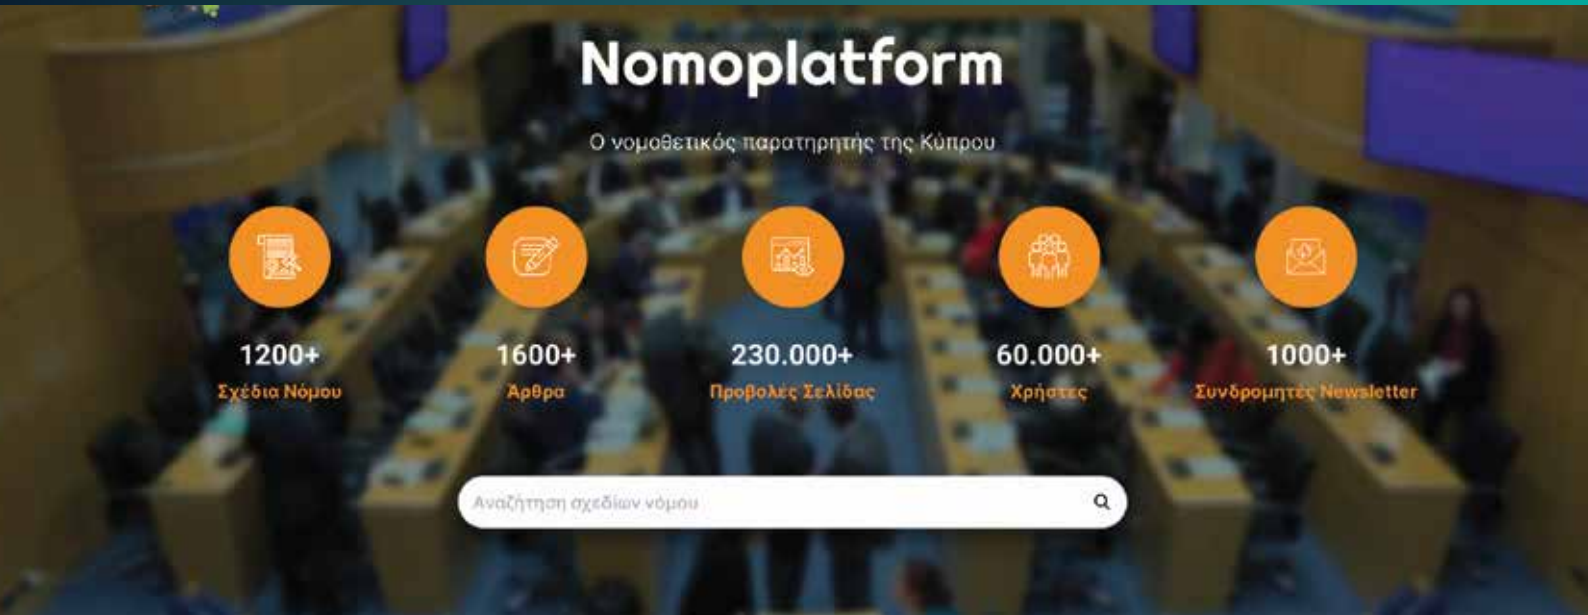 Nomoplatform
Ο νομοθετικός παρατηρητής της Κύπρου
1200+
Σχέδια Νόμου
1600+
Άρθρα
230.000+
Προβολές Σελίδας
60.000+
Χρήστες
1000+
Συνδρομητές Newsletter
Αναζήτηση σχεδίων νόμου